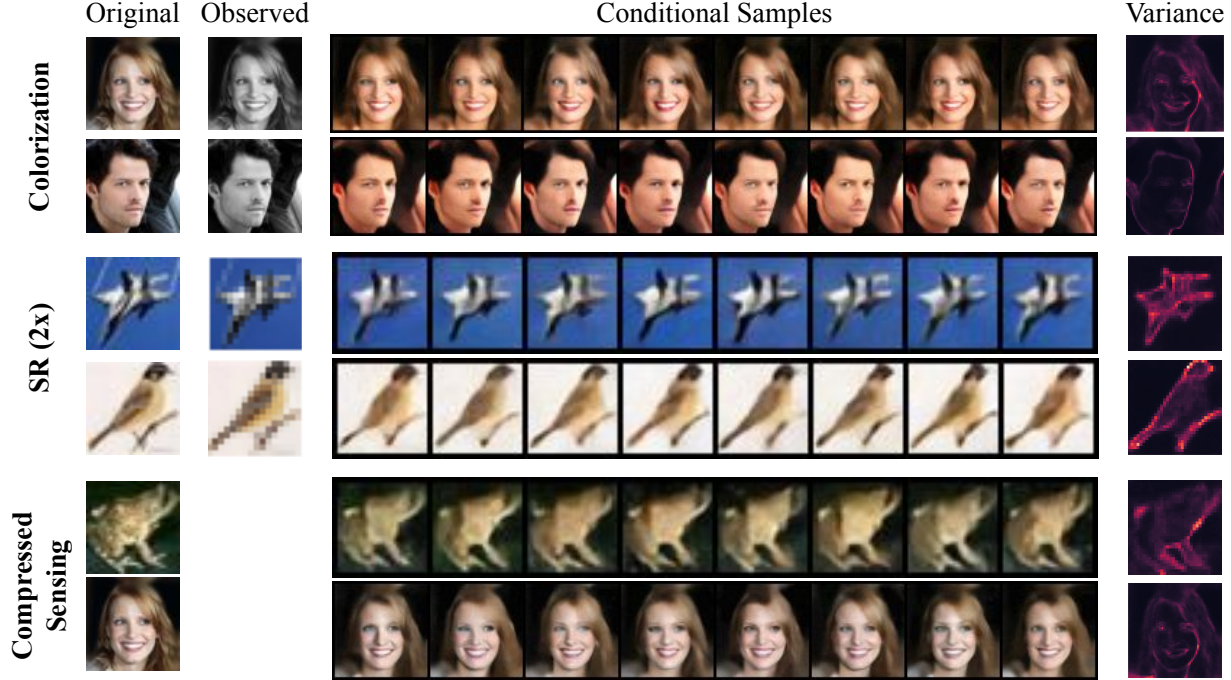 Original Observed Conditional Samples Variance
Colorization
SR (2x)
Compressed
Sensing